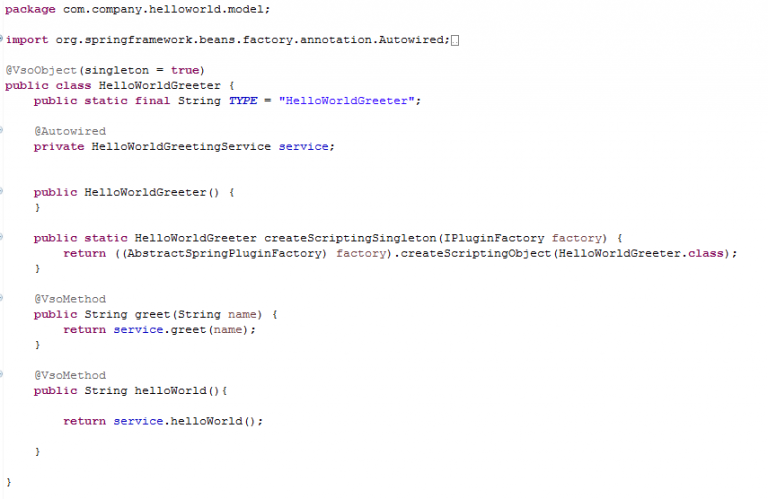 package com.company.helloworld.model;
import org.springframework.beans.factory.annotation.Autowired;
@VsoObject(singleton = true)
public class HelloWorldGreeter {
    public static final String TYPE = "HelloWorldGreeter";
    @Autowired
    private HelloWorldGreetingService service;
    public HelloWorldGreeter() {
    }
    public static HelloWorldGreeter createScriptingSingleton(IPluginFactory factory) {
        return ((AbstractSpringPluginFactory) factory).createScriptingObject(HelloWorldGreeter.class);
    }
    @VsoMethod
    public String greet(String name) {
        return service.greet(name);
    }
    @VsoMethod
    public String helloWorld(){
        return service.helloWorld();
    }
}